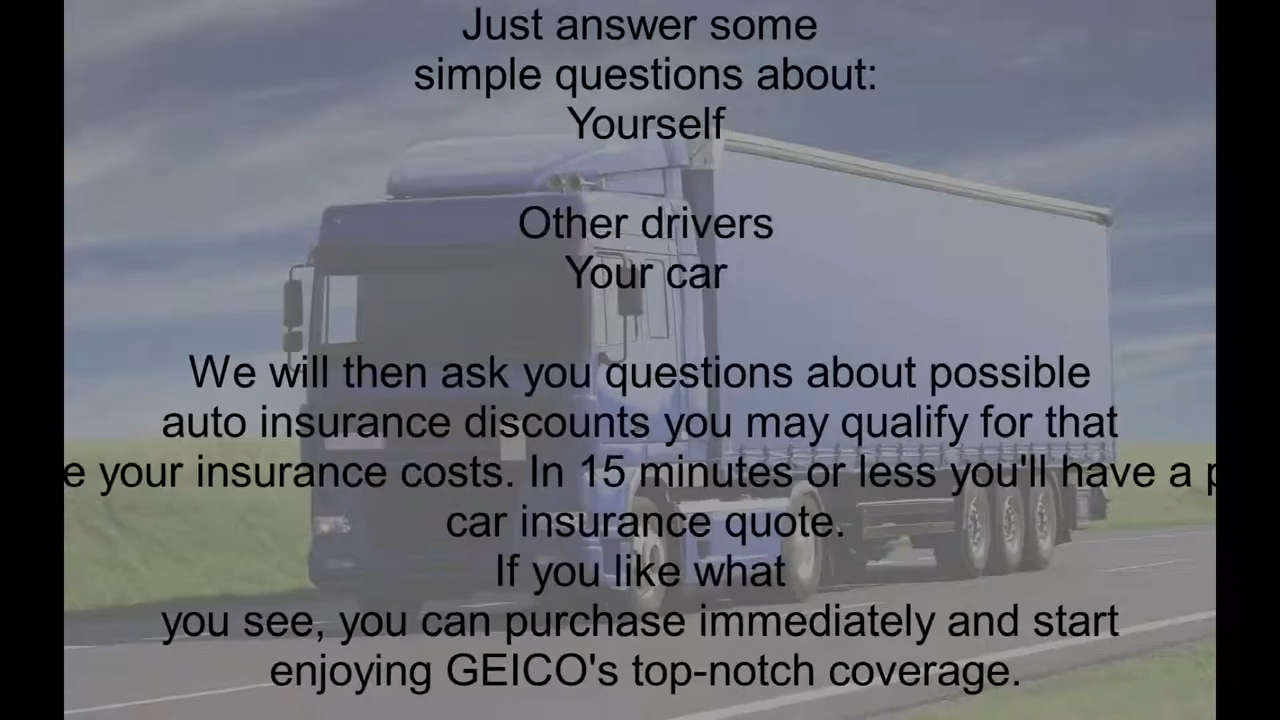 Just answer some
simple questions about:
Yourself
Other drivers
Your car
We will then ask you questions about possible
auto insurance discounts you may qualify for that
your insurance costs. In 15 minutes or less you'll have a
car insurance quote.
If you like what
you see, you can purchase immediately and start
enjoying GEICO's top-notch coverage.